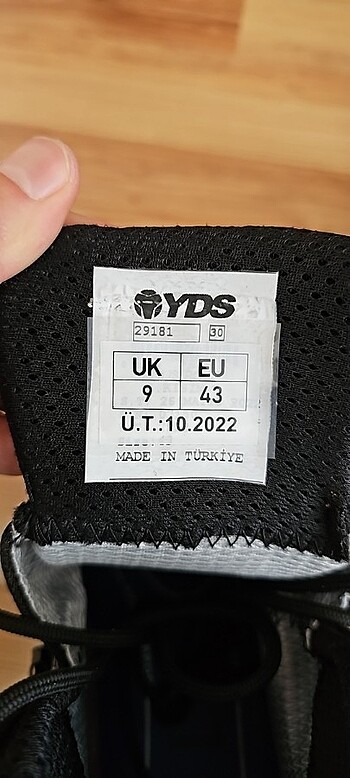 YDS
29181 30
UK EU
9 43
Ü.T.:10.2022
MADE IN TÜRKİYE